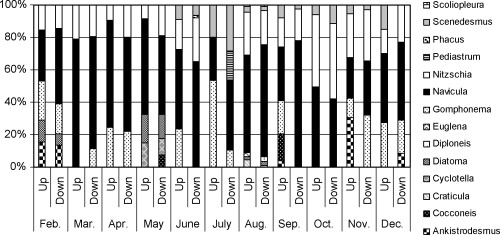 100%
80%
60%
40%
20%
0%
Up Down Up Down Up Down Up Down Up Down Up Down Up Down Up Down Up Down Up Down Up Down
Feb. Mar. Apr. May June July Aug. Sep. Oct. Nov. Dec.
Scoliopleura
Scenedesmus
Phacus
Pediastrum
Nitzschia
Navicula
Gomphonema
Euglena
Diploneis
Diatoma
Cyclotella
Craticula
Cocconeis
Ankistrodesmus